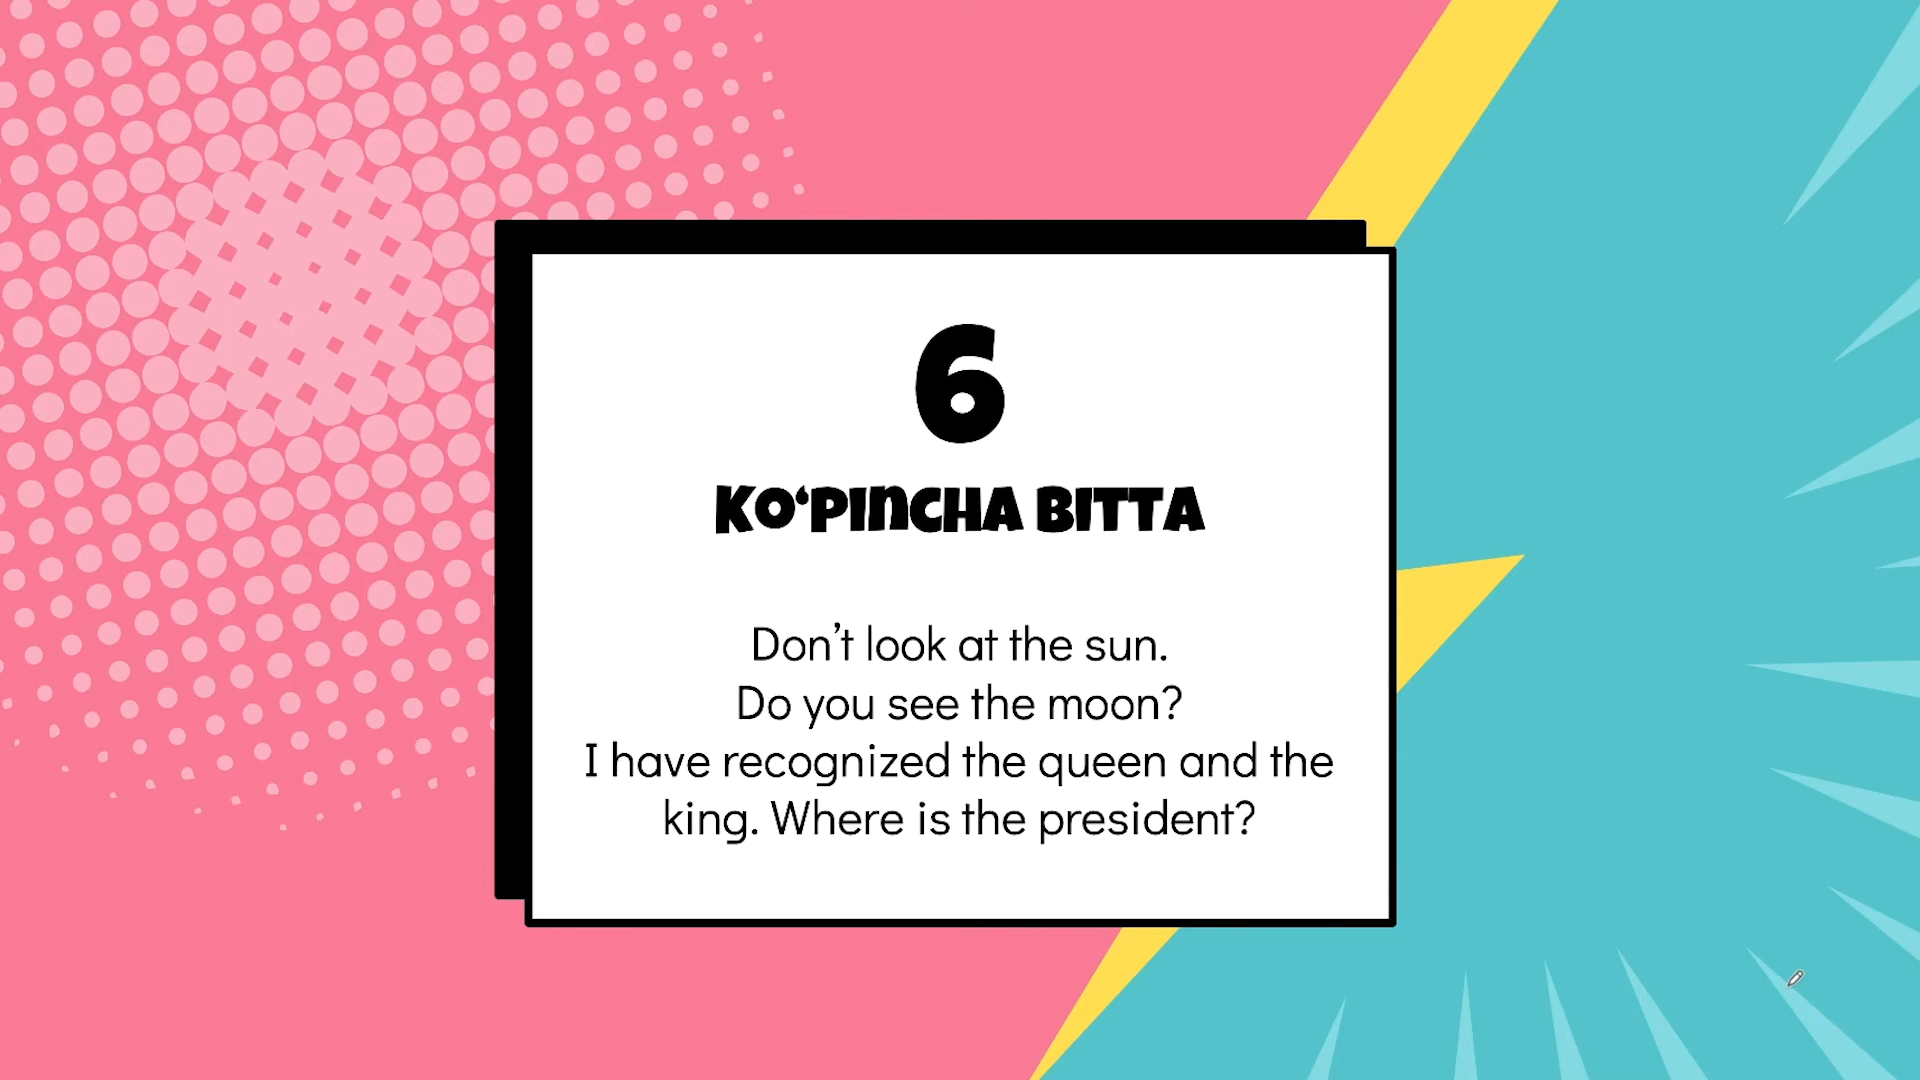 6
KO‘PINCHA BITTA
Don’t look at the sun.
Do you see the moon?
I have recognized the queen and the
king. Where is the president?